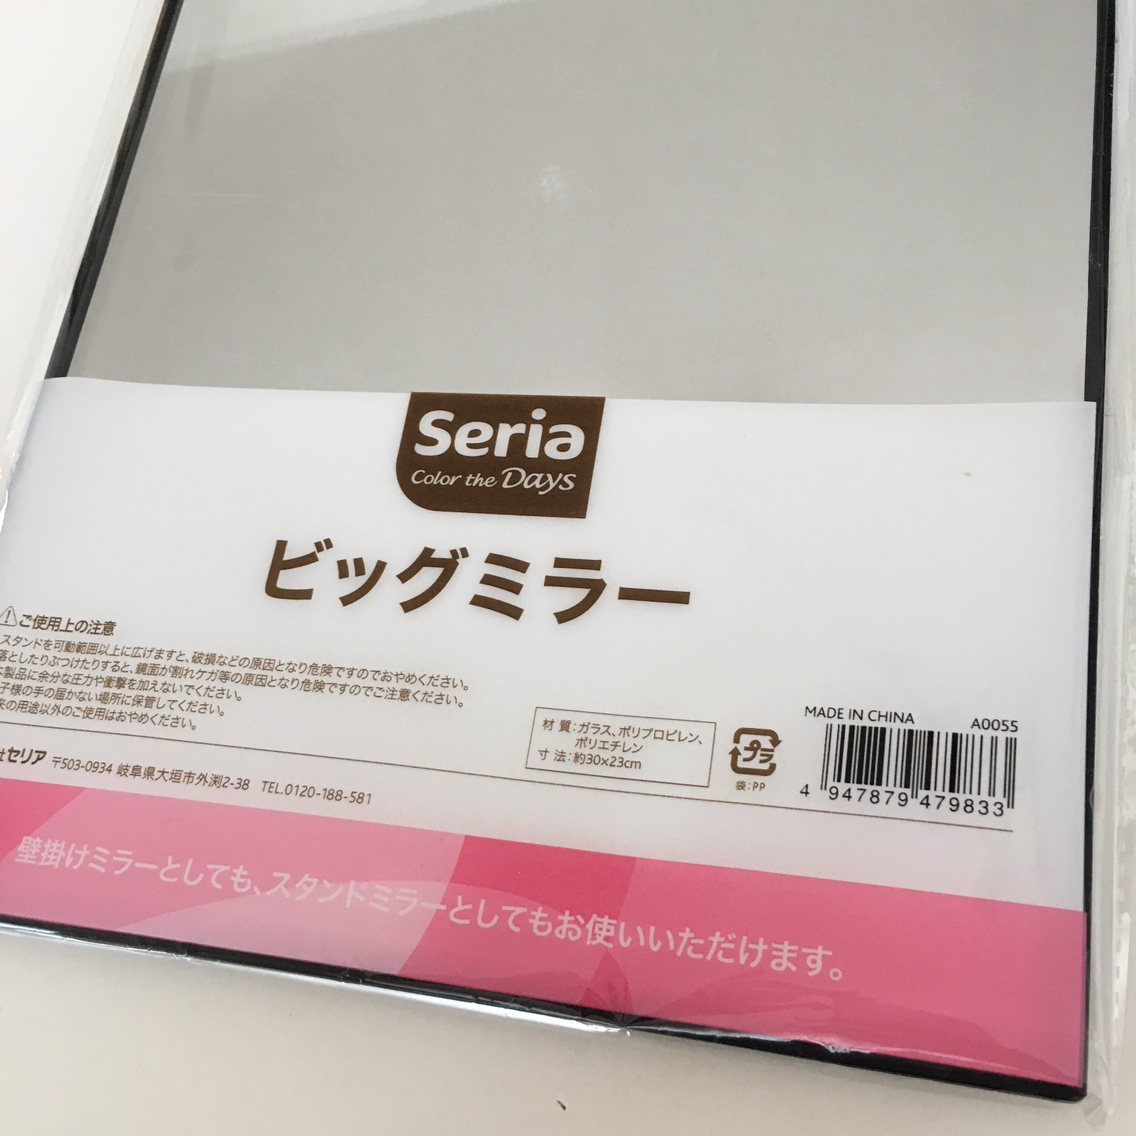 Seria
Color the Days
ビッグミラー
⚠ご使用上の注意
スタンドを可動範囲以上に広げますと、破損などの原因となり危険ですのでおやめください。
落としたりぶつけたりすると、鏡面が割れケガ等の原因となり危険ですのでご注意ください。
本製品に余分な圧力や衝撃を加えないでください。
子様の手の届かない場所に保管してください。
来の用途以外のご使用はおやめください。
社セリア 〒503-0934 岐阜県大垣市外渕2-38 TEL.0120-188-581
材 質:ガラス、ポリプロピレン、
ポリエチレン
寸 法:約30×23cm
プラ
袋:PP
MADE IN CHINA A0055
4 947879 479833
壁掛けミラーとしても、スタンドミラーとしてもお使いいただけます。